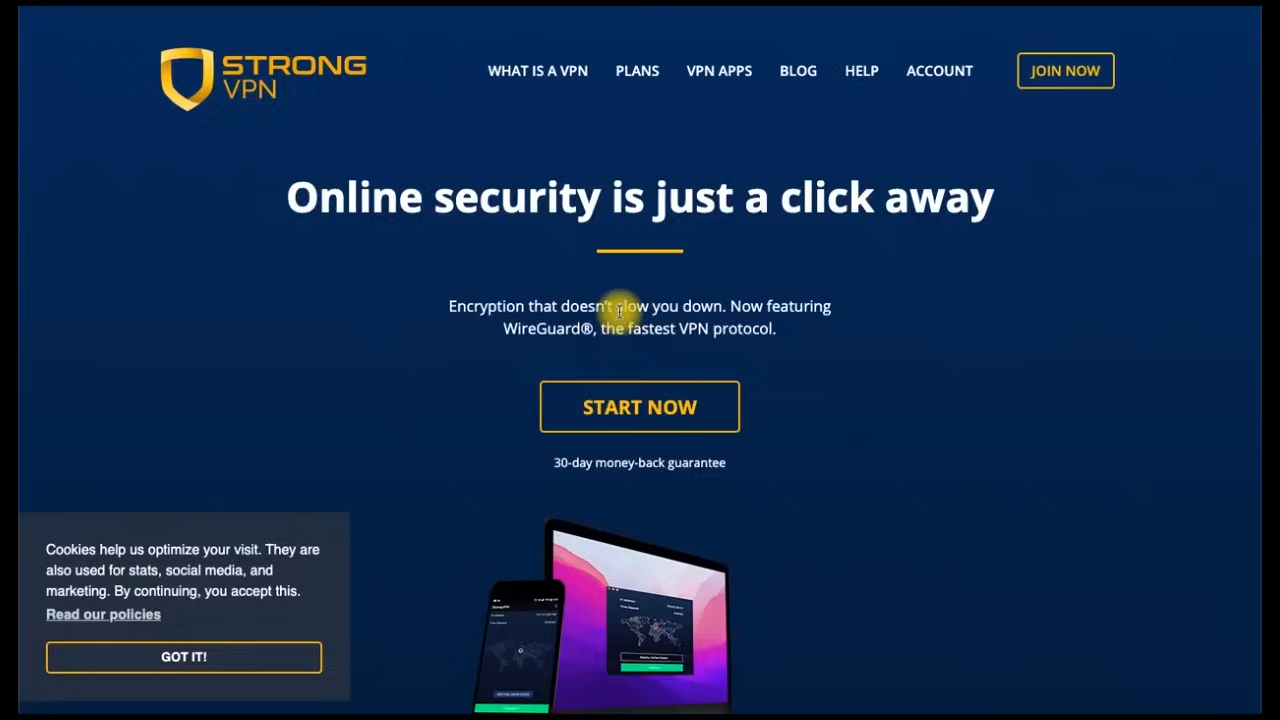 STRONG
VPN
WHAT IS A VPN
PLANS
VPN APPS
BLOG
HELP
ACCOUNT
JOIN NOW
Online security is just a click away
Encryption that doesn't slow you down. Now featuring
WireGuard®, the fastest VPN protocol.
START NOW
30-day money-back guarantee
Cookies help us optimize your visit. They are
also used for stats, social media, and
marketing. By continuing, you accept this.
Read our policies
GOT IT!